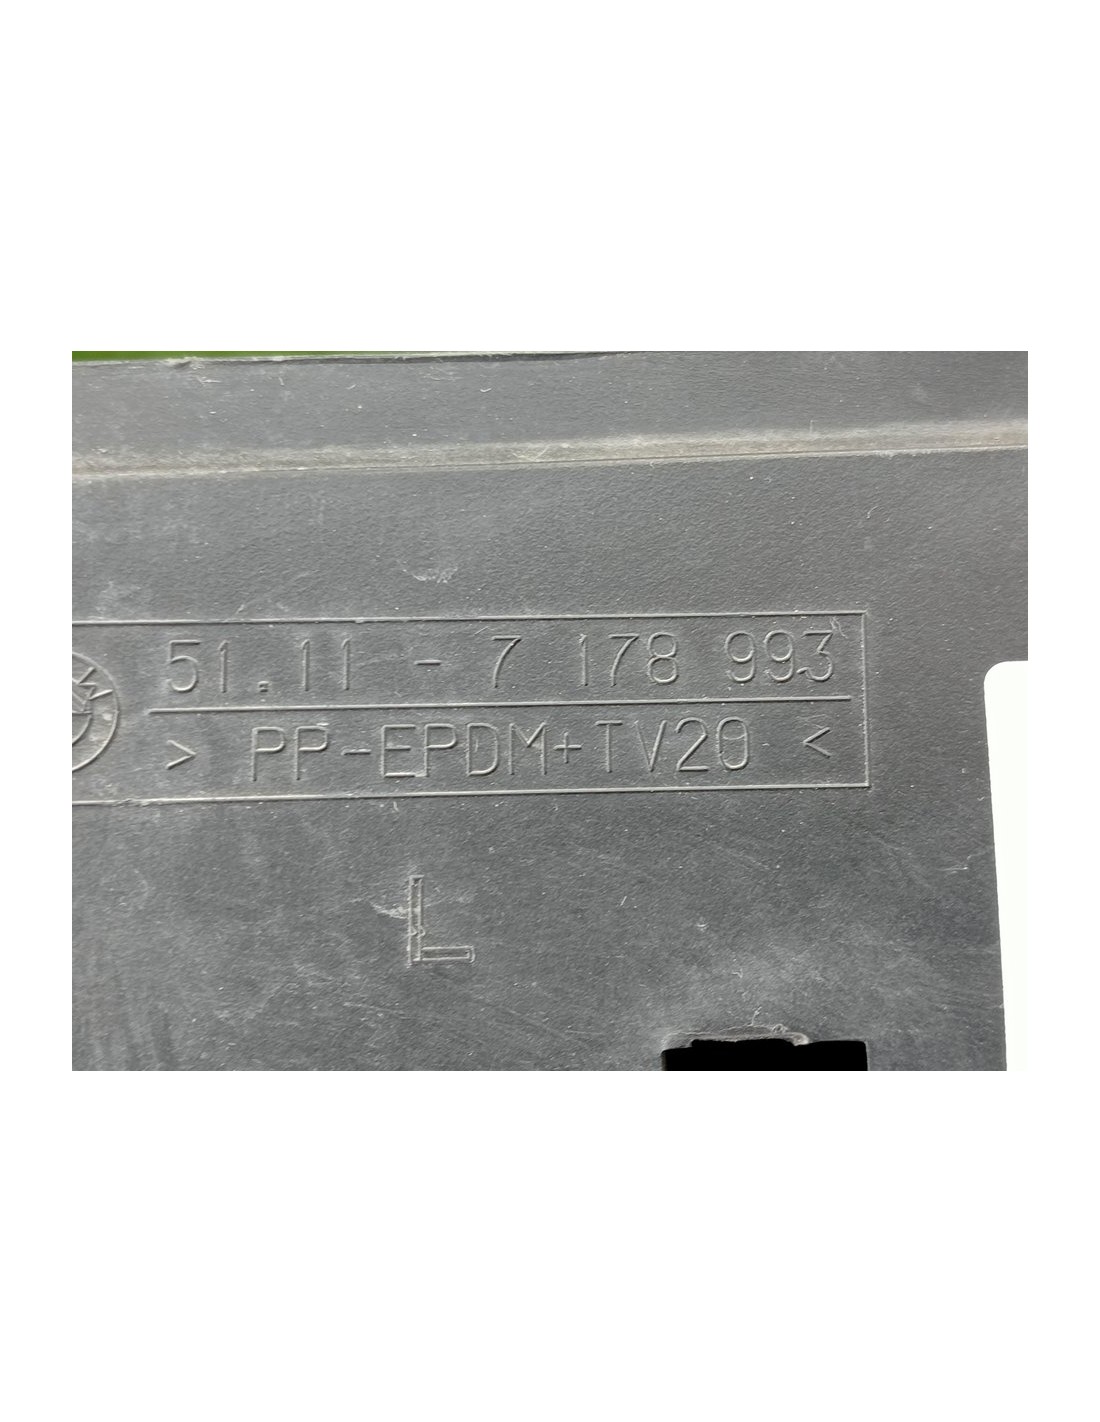 51.11 - 7 178 993
> PP-EPDM+TV20 <
L